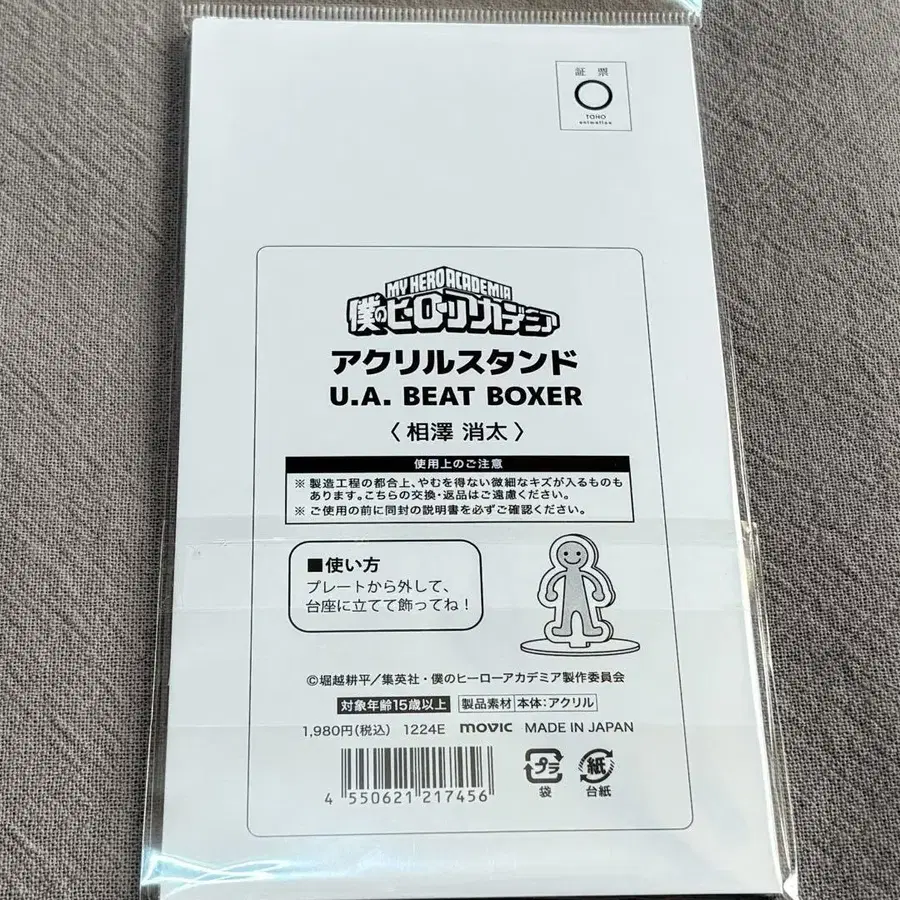 証 票
TOHO
animation
MY HERO ACADEMIA
僕のヒーローアカデミア
アクリルスタンド
U.A. BEAT BOXER
〈 相澤 消太 〉
使用上のご注意
※ 製造工程の都合上、やむを得ない微細なキズが入るものも
あります。こちらの交換・返品はご遠慮ください。
※ ご使用の前に同封の説明書を必ずご確認ください。
■使い方
プレートから外して、
台座に立てて飾ってね！
©堀越耕平／集英社・僕のヒーローアカデミア製作委員会
対象年齢15歳以上 製品素材 本体：アクリル
1,980円(税込) 1224E movic MADE IN JAPAN
4 550621 217456
プラ 紙
袋 台紙